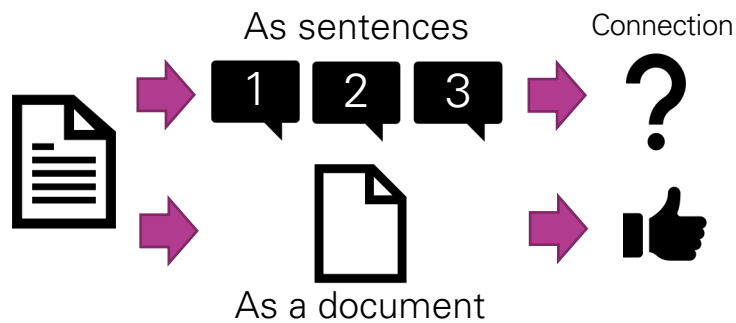 As sentences
Connection
1 2 3
?
As a document